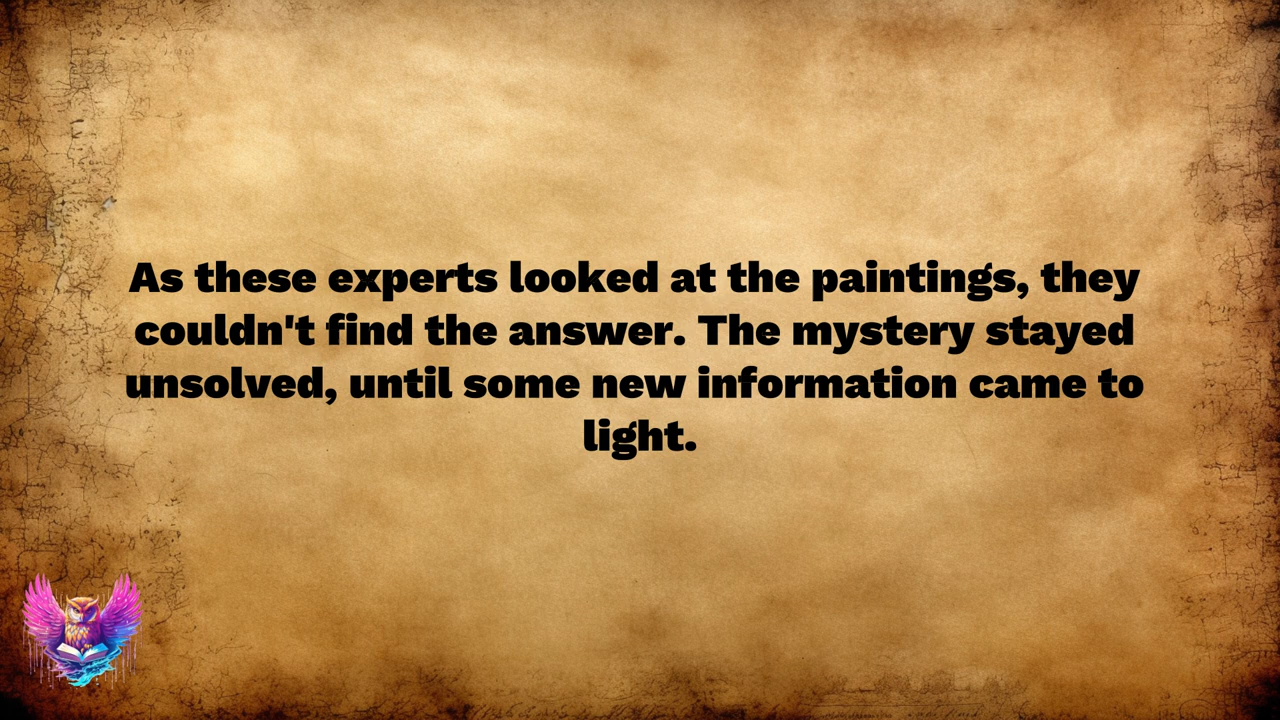 As these experts looked at the paintings, they
couldn't find the answer. The mystery stayed
unsolved, until some new information came to
light.